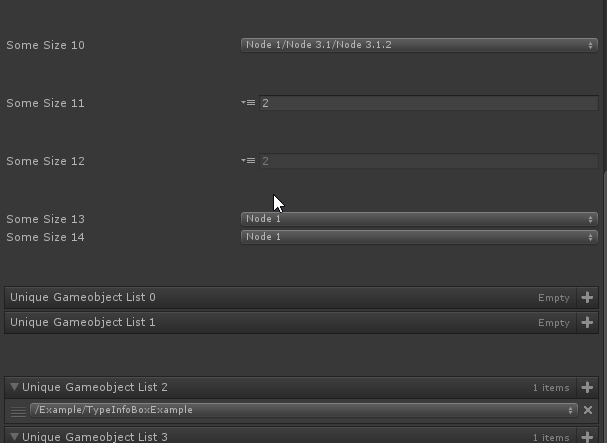 Some Size 10 Node 1/Node 3.1/Node 3.1.2
Some Size 11 2
Some Size 12 2
Some Size 13 Node 1
Some Size 14 Node 1
Unique Gameobject List 0 Empty
Unique Gameobject List 1 Empty
Unique Gameobject List 2 1 items
/Example/TypeInfoBoxExample
Unique Gameobject List 3 1 items